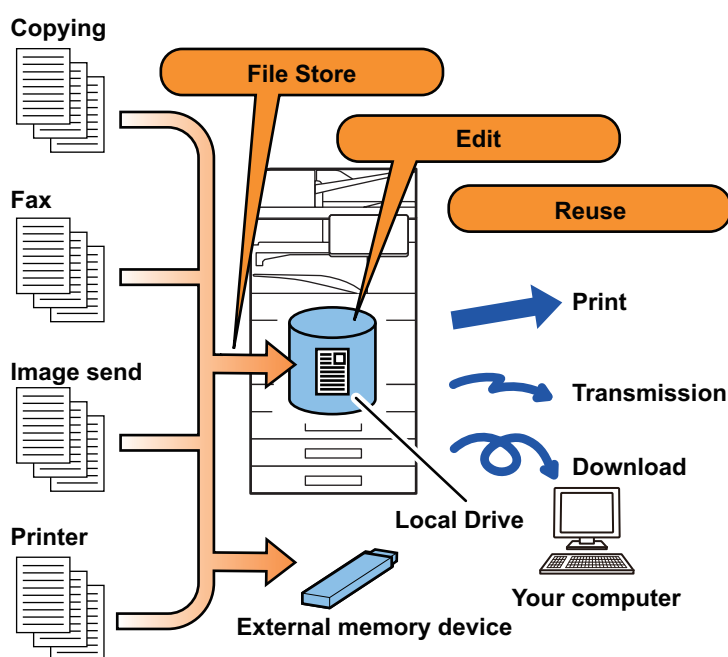 Copying
File Store
Edit
Fax
Reuse
Print
Image send
Transmission
Download
Local Drive
Printer
Your computer
External memory device